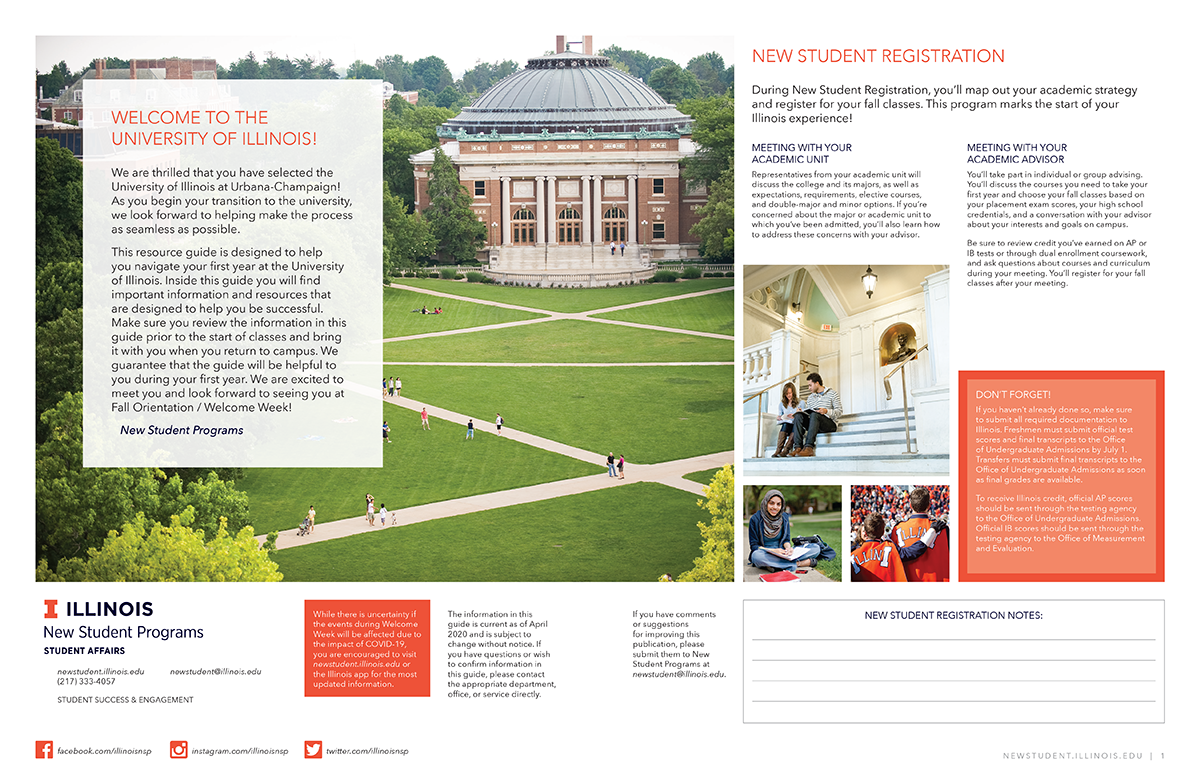 WELCOME TO THE
UNIVERSITY OF ILLINOIS!
We are thrilled that you have selected the
University of Illinois at Urbana-Champaign!
As you begin your transition to the university,
we look forward to helping make the process
as seamless as possible.
This resource guide is designed to help
you navigate your first year at the University
of Illinois. Inside this guide you will find
important information and resources that
are designed to help you be successful.
Make sure you review the information in this
guide prior to the start of classes and bring
it with you when you return to campus. We
guarantee that the guide will be helpful to
you during your first year. We are excited to
meet you and look forward to seeing you at
Fall Orientation / Welcome Week!
New Student Programs
ILLINOIS
New Student Programs
STUDENT AFFAIRS
newstudent.illinois.edu newstudent@illinois.edu
(217) 333-4057
STUDENT SUCCESS & ENGAGEMENT
While there is uncertainty if
the events during Welcome
Week will be affected due to
the impact of COVID-19,
you are encouraged to visit
newstudent.illinois.edu or
the Illinois app for the most
updated information.
The information in this
guide is current as of April
2020 and is subject to
change without notice. If
you have questions or wish
to confirm information in
this guide, please contact
the appropriate department,
office, or service directly.
If you have comments
or suggestions
for improving this
publication, please
submit them to New
Student Programs at
newstudent@illinois.edu.
facebook.com/illinoisnsp
instagram.com/illinoisnsp
twitter.com/illinoisnsp
NEW STUDENT REGISTRATION
During New Student Registration, you'll map out your academic strategy
and register for your fall classes. This program marks the start of your
Illinois experience!
MEETING WITH YOUR
ACADEMIC UNIT
Representatives from your academic unit will
discuss the college and its majors, as well as
expectations, requirements, elective courses,
and double-major and minor options. If you're
concerned about the major or academic unit to
which you've been admitted, you'll also learn how
to address these concerns with your advisor.
MEETING WITH YOUR
ACADEMIC ADVISOR
You'll take part in individual or group advising.
You'll discuss the courses you need to take your
first year and choose your fall classes based on
your placement exam scores, your high school
credentials, and a conversation with your advisor
about your interests and goals on campus.
Be sure to review credit you've earned on AP or
IB tests or through dual enrollment coursework,
and ask questions about courses and curriculum
during your meeting. You'll register for your fall
classes after your meeting.
DON'T FORGET!
If you haven't already done so, make sure
to submit all required documentation to
Illinois. Freshmen must submit official test
scores and final transcripts to the Office
of Undergraduate Admissions by July 1.
Transfers must submit final transcripts to the
Office of Undergraduate Admissions as soon
as final grades are available.
To receive Illinois credit, official AP scores
should be sent through the testing agency
to the Office of Undergraduate Admissions.
Official IB scores should be sent through the
testing agency to the Office of Measurement
and Evaluation.
NEW STUDENT REGISTRATION NOTES:
NEWSTUDENT.ILLINOIS.EDU | 1